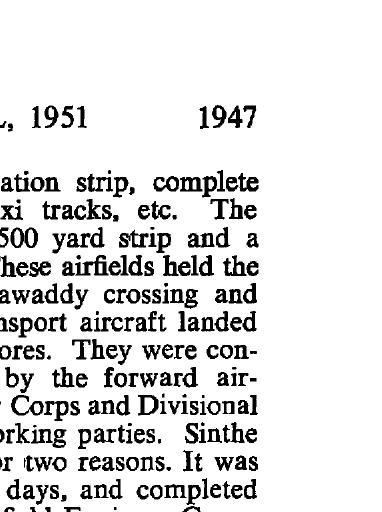 , 1951 1947
ation strip, complete
xi tracks, etc. The
500 yard strip and a
hese airfields held the
awaddy crossing and
nsport aircraft landed
ores. They were con-
by the forward air-
Corps and Divisional
orking parties. Sinthe
or two reasons. It was
days, and completed